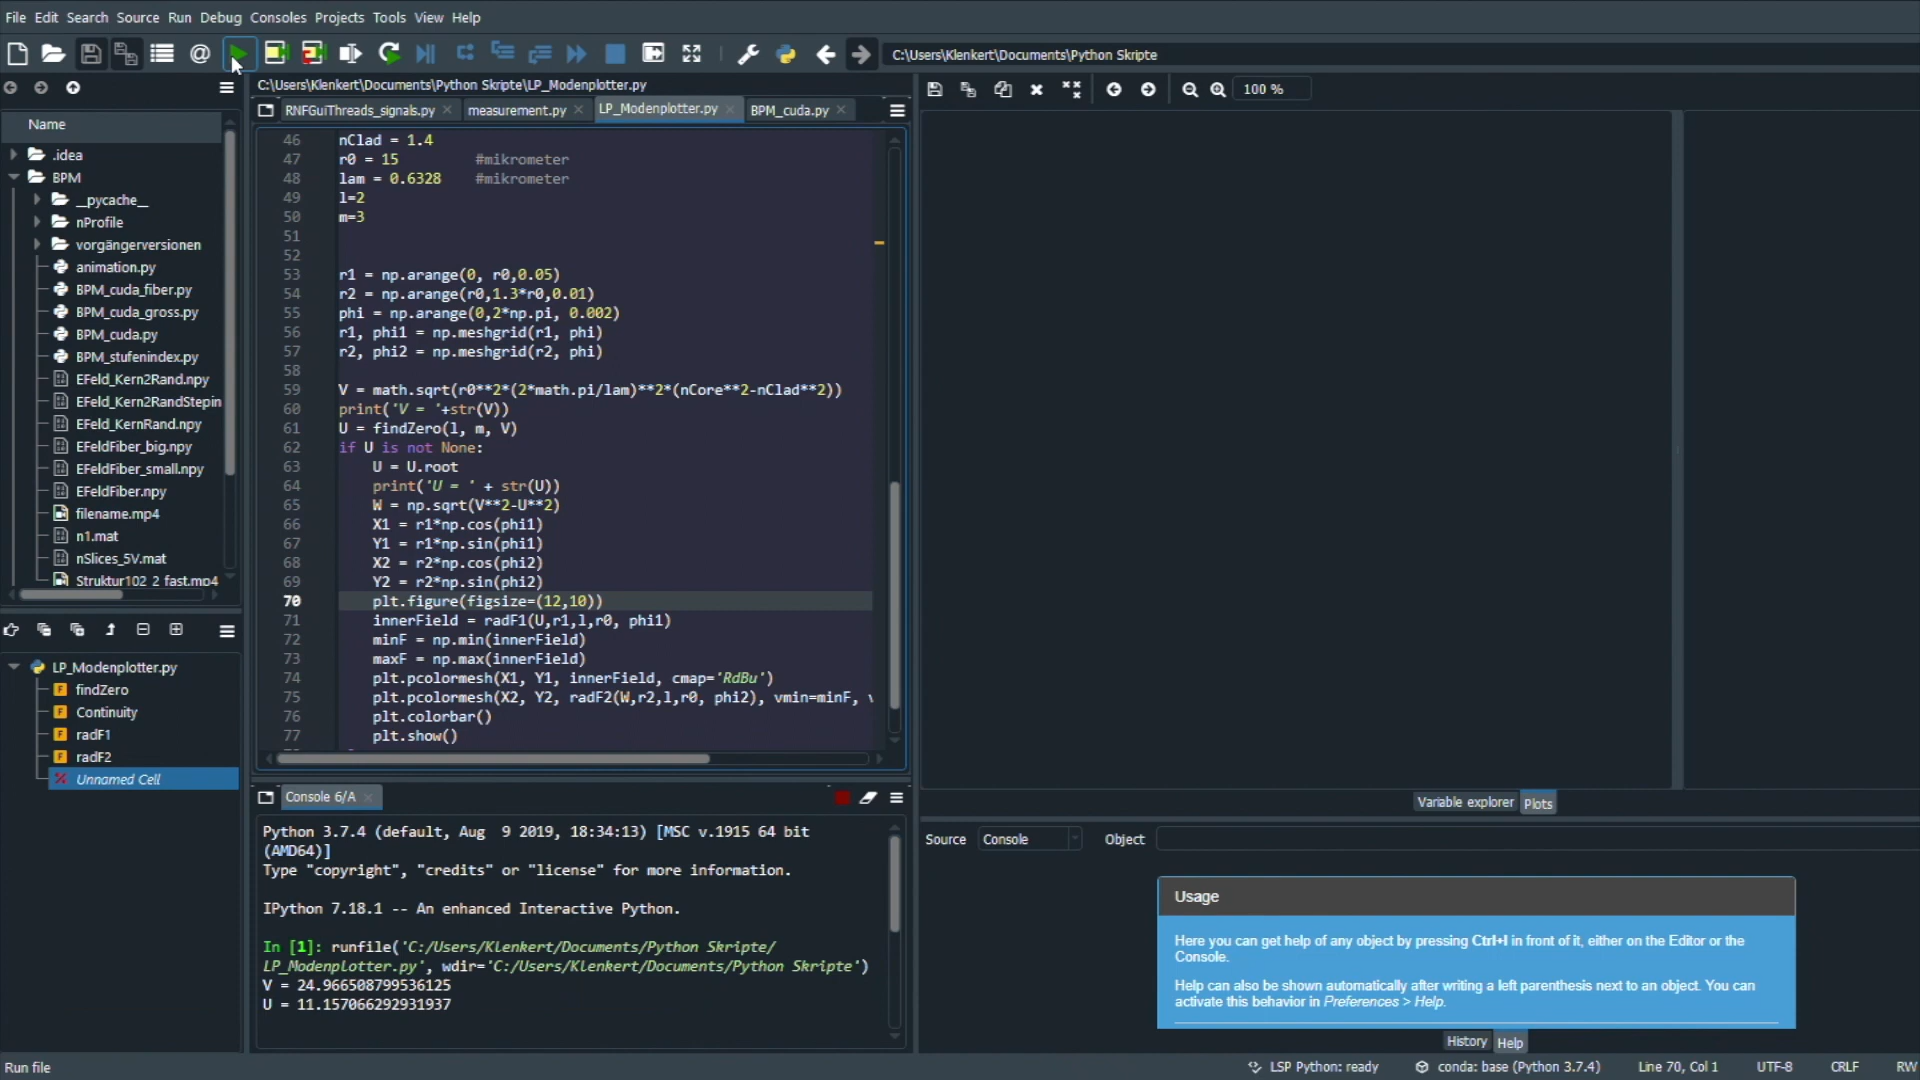 File Edit Search Source Run Debug Consoles Projects Tools View Help
C:\Users\Klenkert\Documents\Python Skripte
C:\Users\Klenkert\Documents\Python Skripte\LP_Modenplotter.py
RNFGuiThreads_signals.py measurement.py LP_Modenplotter.py BPM_cuda.py
100 %
Name
.idea
BPM
__pycache__
nProfile
vorgängerversionen
animation.py
BPM_cuda_fiber.py
BPM_cuda_gross.py
BPM_cuda.py
BPM_stufenindex.py
EFeld_Kern2Rand.npy
EFeld_Kern2RandStepin
EFeld_KernRand.npy
EFeldFiber_big.npy
EFeldFiber_small.npy
EFeldFiber.npy
filename.mp4
n1.mat
nSlices_5V.mat
Struktur102_2_fast.mp4
46 nClad = 1.4
47 r0 = 15 #mikrometer
48 lam = 0.6328 #mikrometer
49 l=2
50 m=3
51
52
53 r1 = np.arange(0, r0,0.05)
54 r2 = np.arange(r0,1.3*r0,0.01)
55 phi = np.arange(0,2*np.pi, 0.002)
56 r1, phi1 = np.meshgrid(r1, phi)
57 r2, phi2 = np.meshgrid(r2, phi)
58
59 V = math.sqrt(r0**2*(2*math.pi/lam)**2*(nCore**2-nClad**2))
60 print('V = '+str(V))
61 U = findZero(l, m, V)
62 if U is not None:
63 U = U.root
64 print('U = ' + str(U))
65 W = np.sqrt(V**2-U**2)
66 X1 = r1*np.cos(phi1)
67 Y1 = r1*np.sin(phi1)
68 X2 = r2*np.cos(phi2)
69 Y2 = r2*np.sin(phi2)
70 plt.figure(figsize=(12,10))
71 innerField = radF1(U,r1,l,r0, phi1)
72 minF = np.min(innerField)
73 maxF = np.max(innerField)
74 plt.pcolormesh(X1, Y1, innerField, cmap='RdBu')
75 plt.pcolormesh(X2, Y2, radF2(W,r2,l,r0, phi2), vmin=minF, v
76 plt.colorbar()
77 plt.show()
LP_Modenplotter.py
findZero
Continuity
radF1
radF2
Unnamed Cell
Console 6/A
Python 3.7.4 (default, Aug 9 2019, 18:34:13) [MSC v.1915 64 bit
(AMD64)]
Type "copyright", "credits" or "license" for more information.
IPython 7.18.1 -- An enhanced Interactive Python.
In [1]: runfile('C:/Users/Klenkert/Documents/Python Skripte/
LP_Modenplotter.py', wdir='C:/Users/Klenkert/Documents/Python Skripte')
V = 24.966508799536125
U = 11.157066292931937
Variable explorer Plots
Source Console Object
Usage
Here you can get help of any object by pressing Ctrl+I in front of it, either on the Editor or the
Console.
Help can also be shown automatically after writing a left parenthesis next to an object. You can
activate this behavior in Preferences > Help.
History Help
Run file
LSP Python: ready conda: base (Python 3.7.4) Line 70, Col 1 UTF-8 CRLF RW